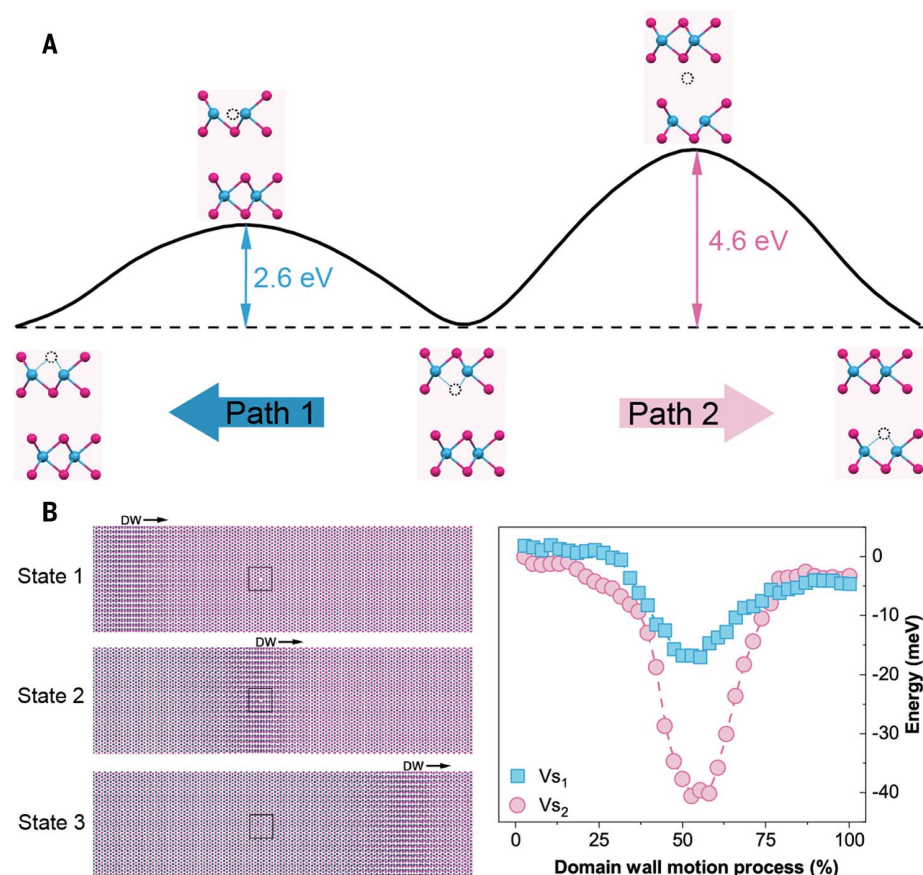 A
2.6 eV
4.6 eV
Path 1
Path 2
B
DW
State 1
DW
State 2
DW
State 3
0
-10
-20
-30
-40
Energy (meV)
Vs₁
Vs₂
0 25 50 75 100
Domain wall motion process (%)